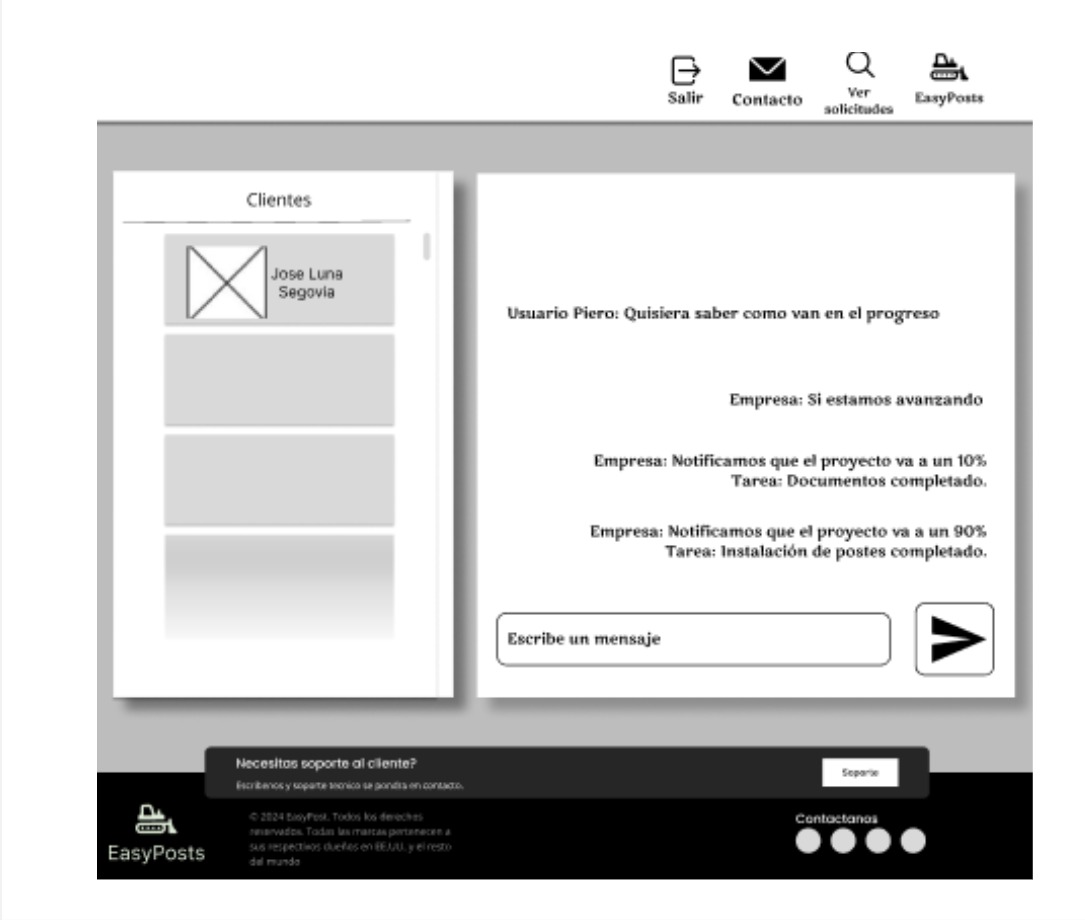 Salir
Contacto
Ver
solicitudes
EasyPosts
Clientes
Jose Luna
Segovia
Usuario Piero: Quisiera saber como van en el progreso
Empresa: Si estamos avanzando
Empresa: Notificamos que el proyecto va a un 10%
Tarea: Documentos completado.
Empresa: Notificamos que el proyecto va a un 90%
Tarea: Instalación de postes completado.
Escribe un mensaje
Necesitas soporte al cliente?
Escribenos y soporte tecnico se pondra en contacto.
Soporte
EasyPosts
© 2024 EasyPost. Todos los derechos
reservados. Todas las marcas pertenecen a
sus respectivos dueños en EE.UU. y el resto
del mundo
Contactanos